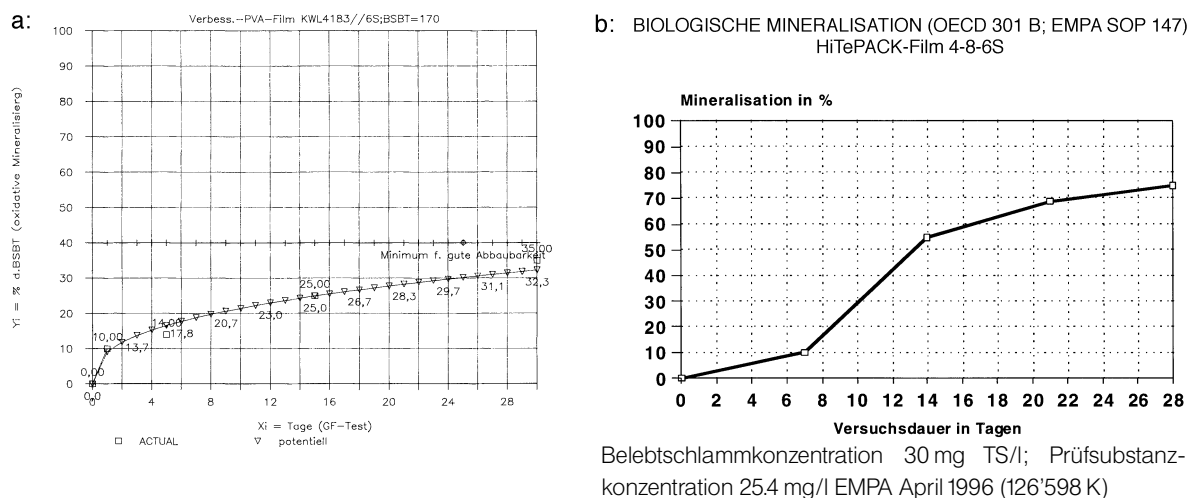 a:
Verbess.-PVA-Film KWL4183//6S;BSBT=170
Yi = % d.BSBT (oxidative Mineralisierg)
100
90
80
70
60
50
40
30
20
10
0
Minimum f. gute Abbaubarkeit
35,00
25,00
14,00
10,00
0,00
0,0
13,7
17,8
20,7
23,0
25,0
26,7
28,3
29,7
31,1
32,3
0 4 8 12 16 20 24 28
Xi = Tage (GF-Test)
ACTUAL potentiell
b: BIOLOGISCHE MINERALISATION (OECD 301 B; EMPA SOP 147)
HiTePACK-Film 4-8-6S
Mineralisation in %
100
90
80
70
60
50
40
30
20
10
0
0 2 4 6 8 10 12 14 16 18 20 22 24 26 28
Versuchsdauer in Tagen
Belebtschlammkonzentration 30 mg TS/l; Prüfsubstanz-
konzentration 25.4 mg/l EMPA April 1996 (126'598 K)